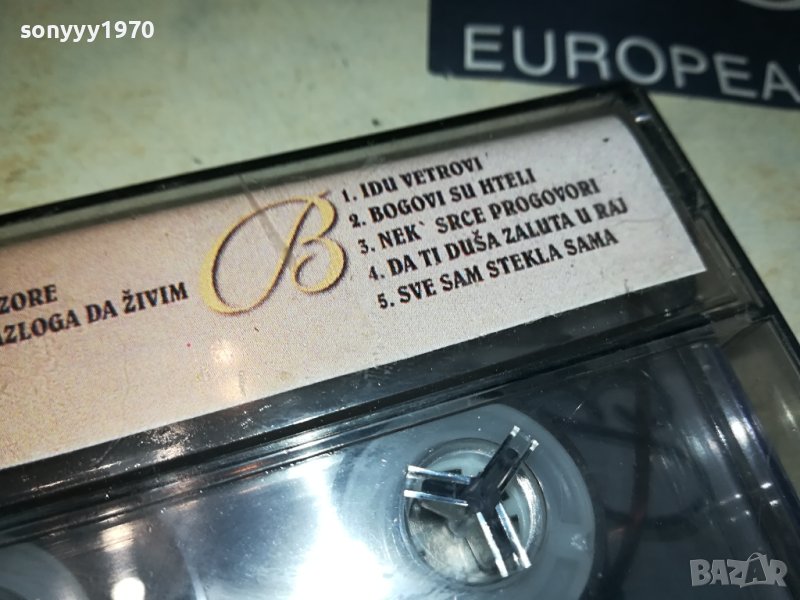 sonyyy1970
EUROPEA
ZORE
AZLOGA DA ŽIVIM
B
1. IDU VETROVI
2. BOGOVI SU HTELI
3. NEK` SRCE PROGOVORI
4. DA TI DUŠA ZALUTA U RAJ
5. SVE SAM STEKLA SAMA
BAZAR